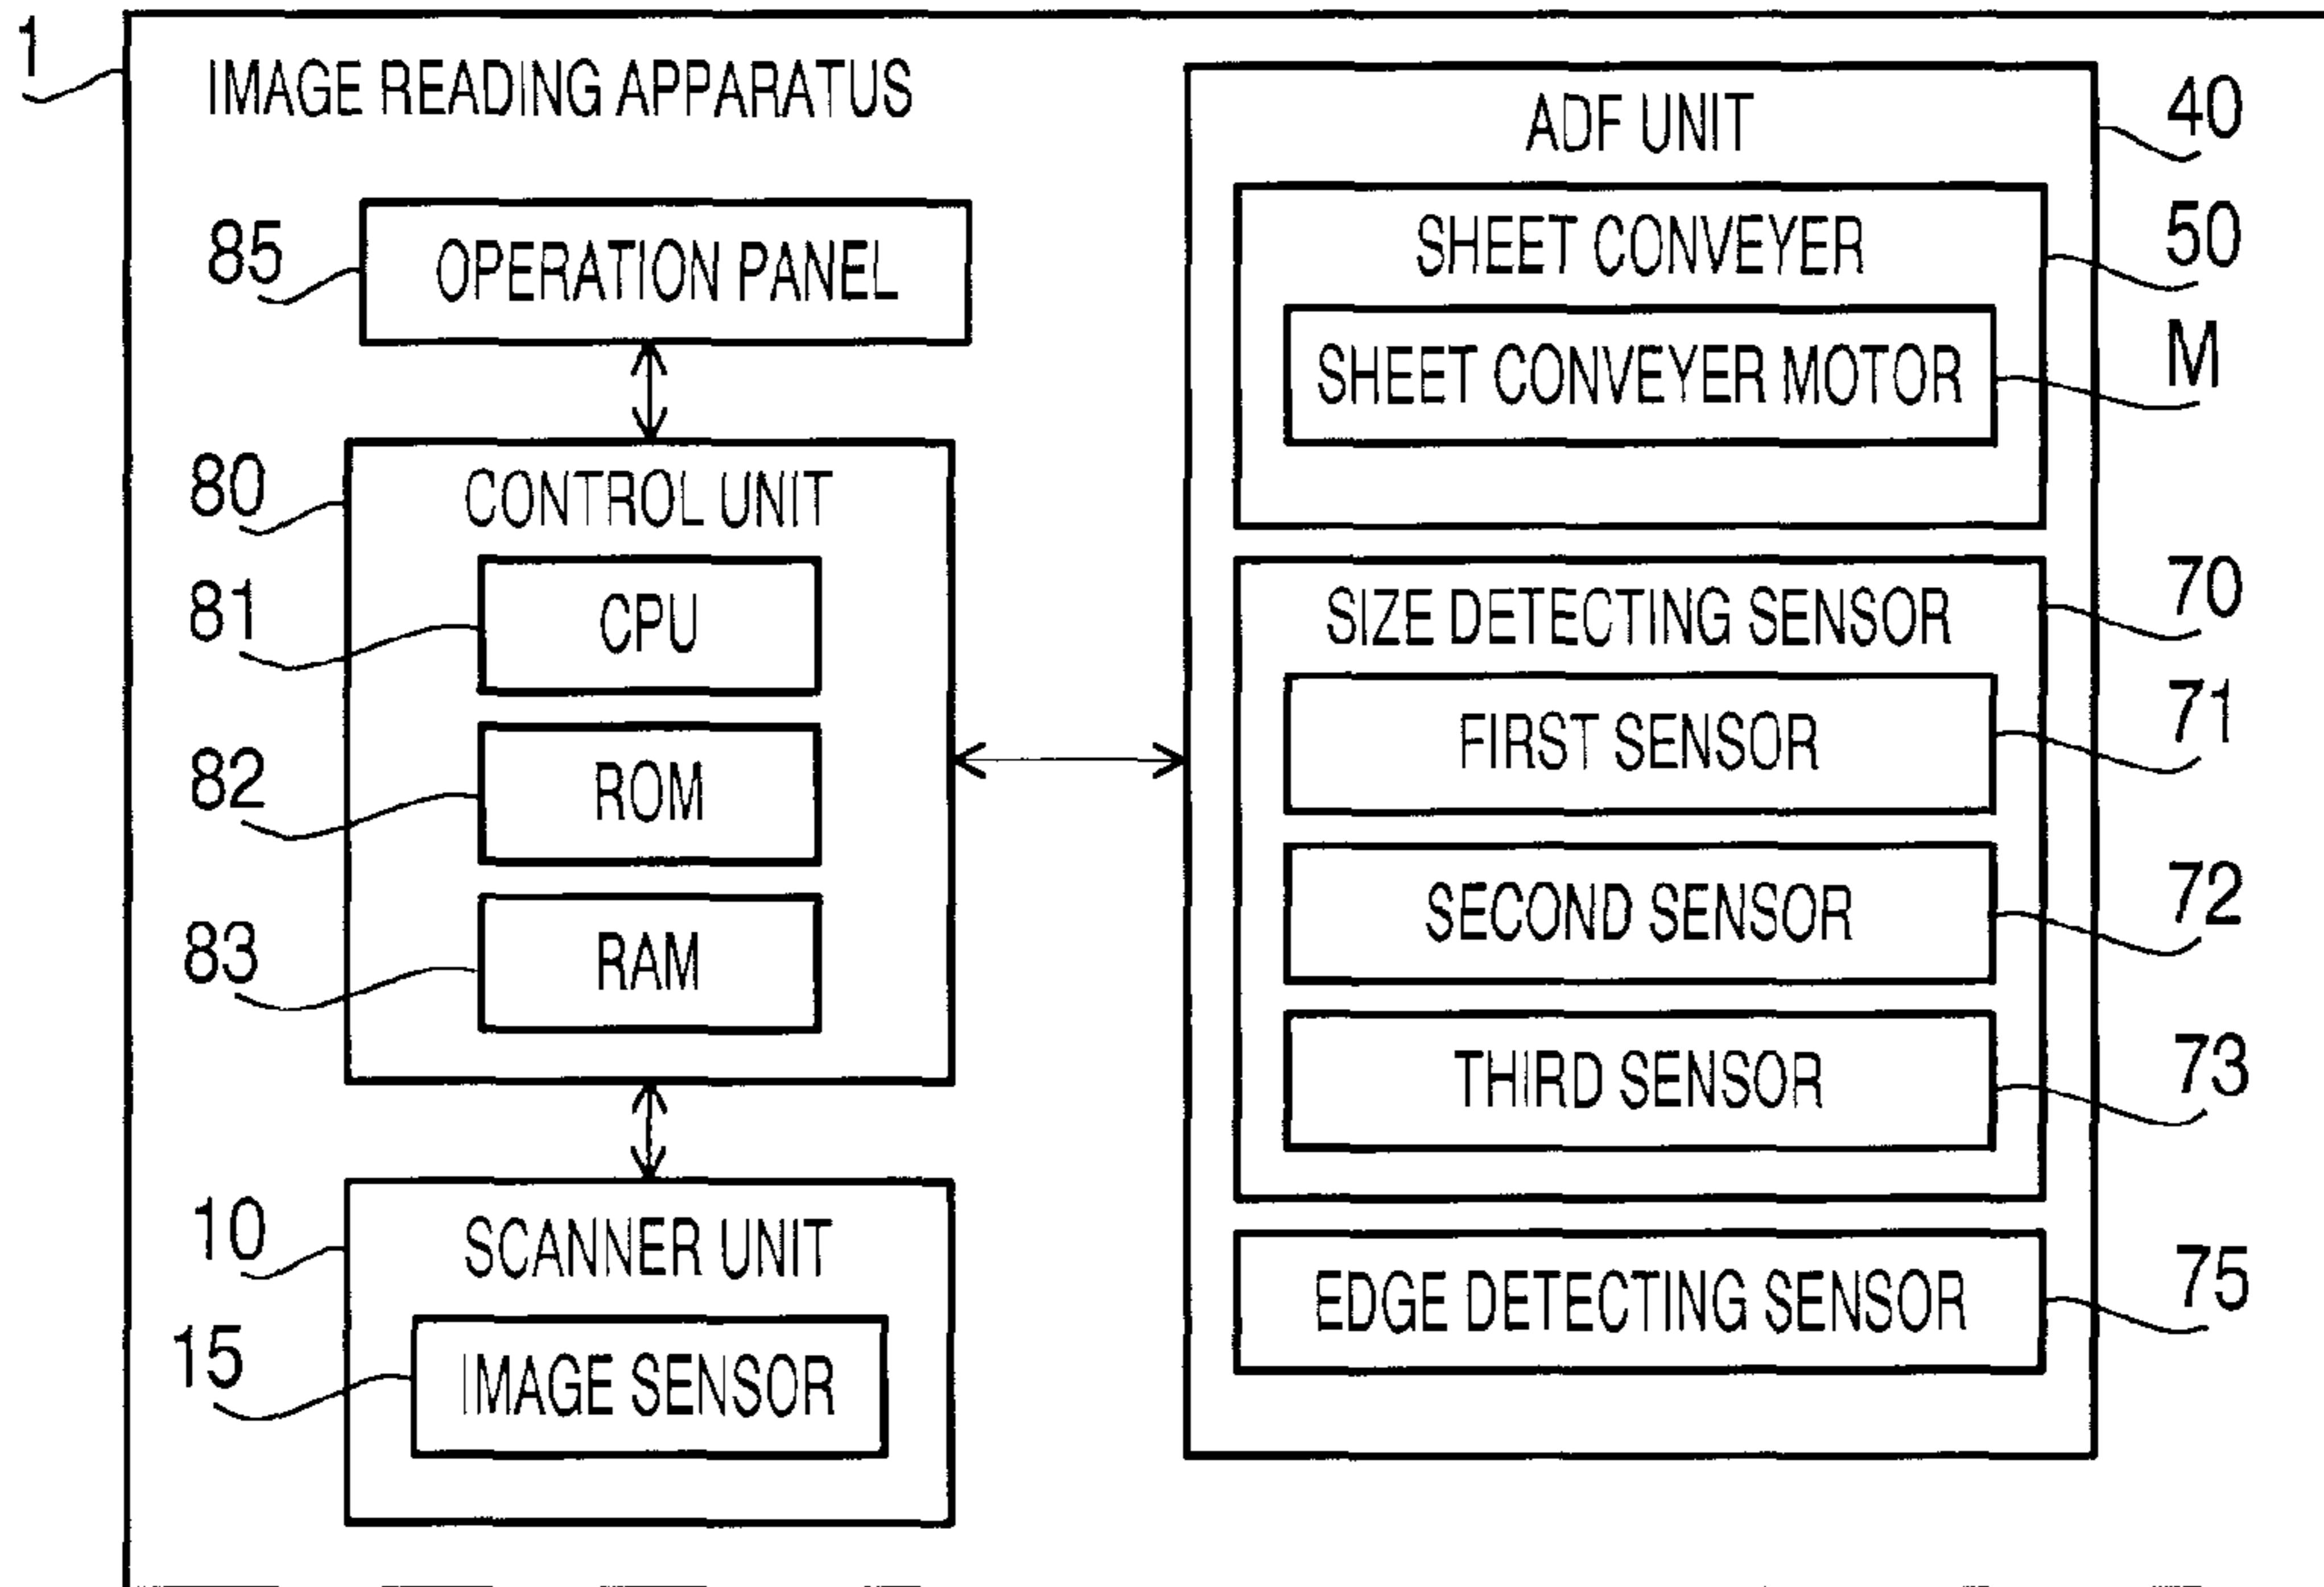 1
IMAGE READING APPARATUS
85
OPERATION PANEL
80
CONTROL UNIT
81
CPU
82
ROM
83
RAM
10
SCANNER UNIT
15
IMAGE SENSOR
ADF UNIT
40
SHEET CONVEYER
50
SHEET CONVEYER MOTOR
M
SIZE DETECTING SENSOR
70
FIRST SENSOR
71
SECOND SENSOR
72
THIRD SENSOR
73
EDGE DETECTING SENSOR
75